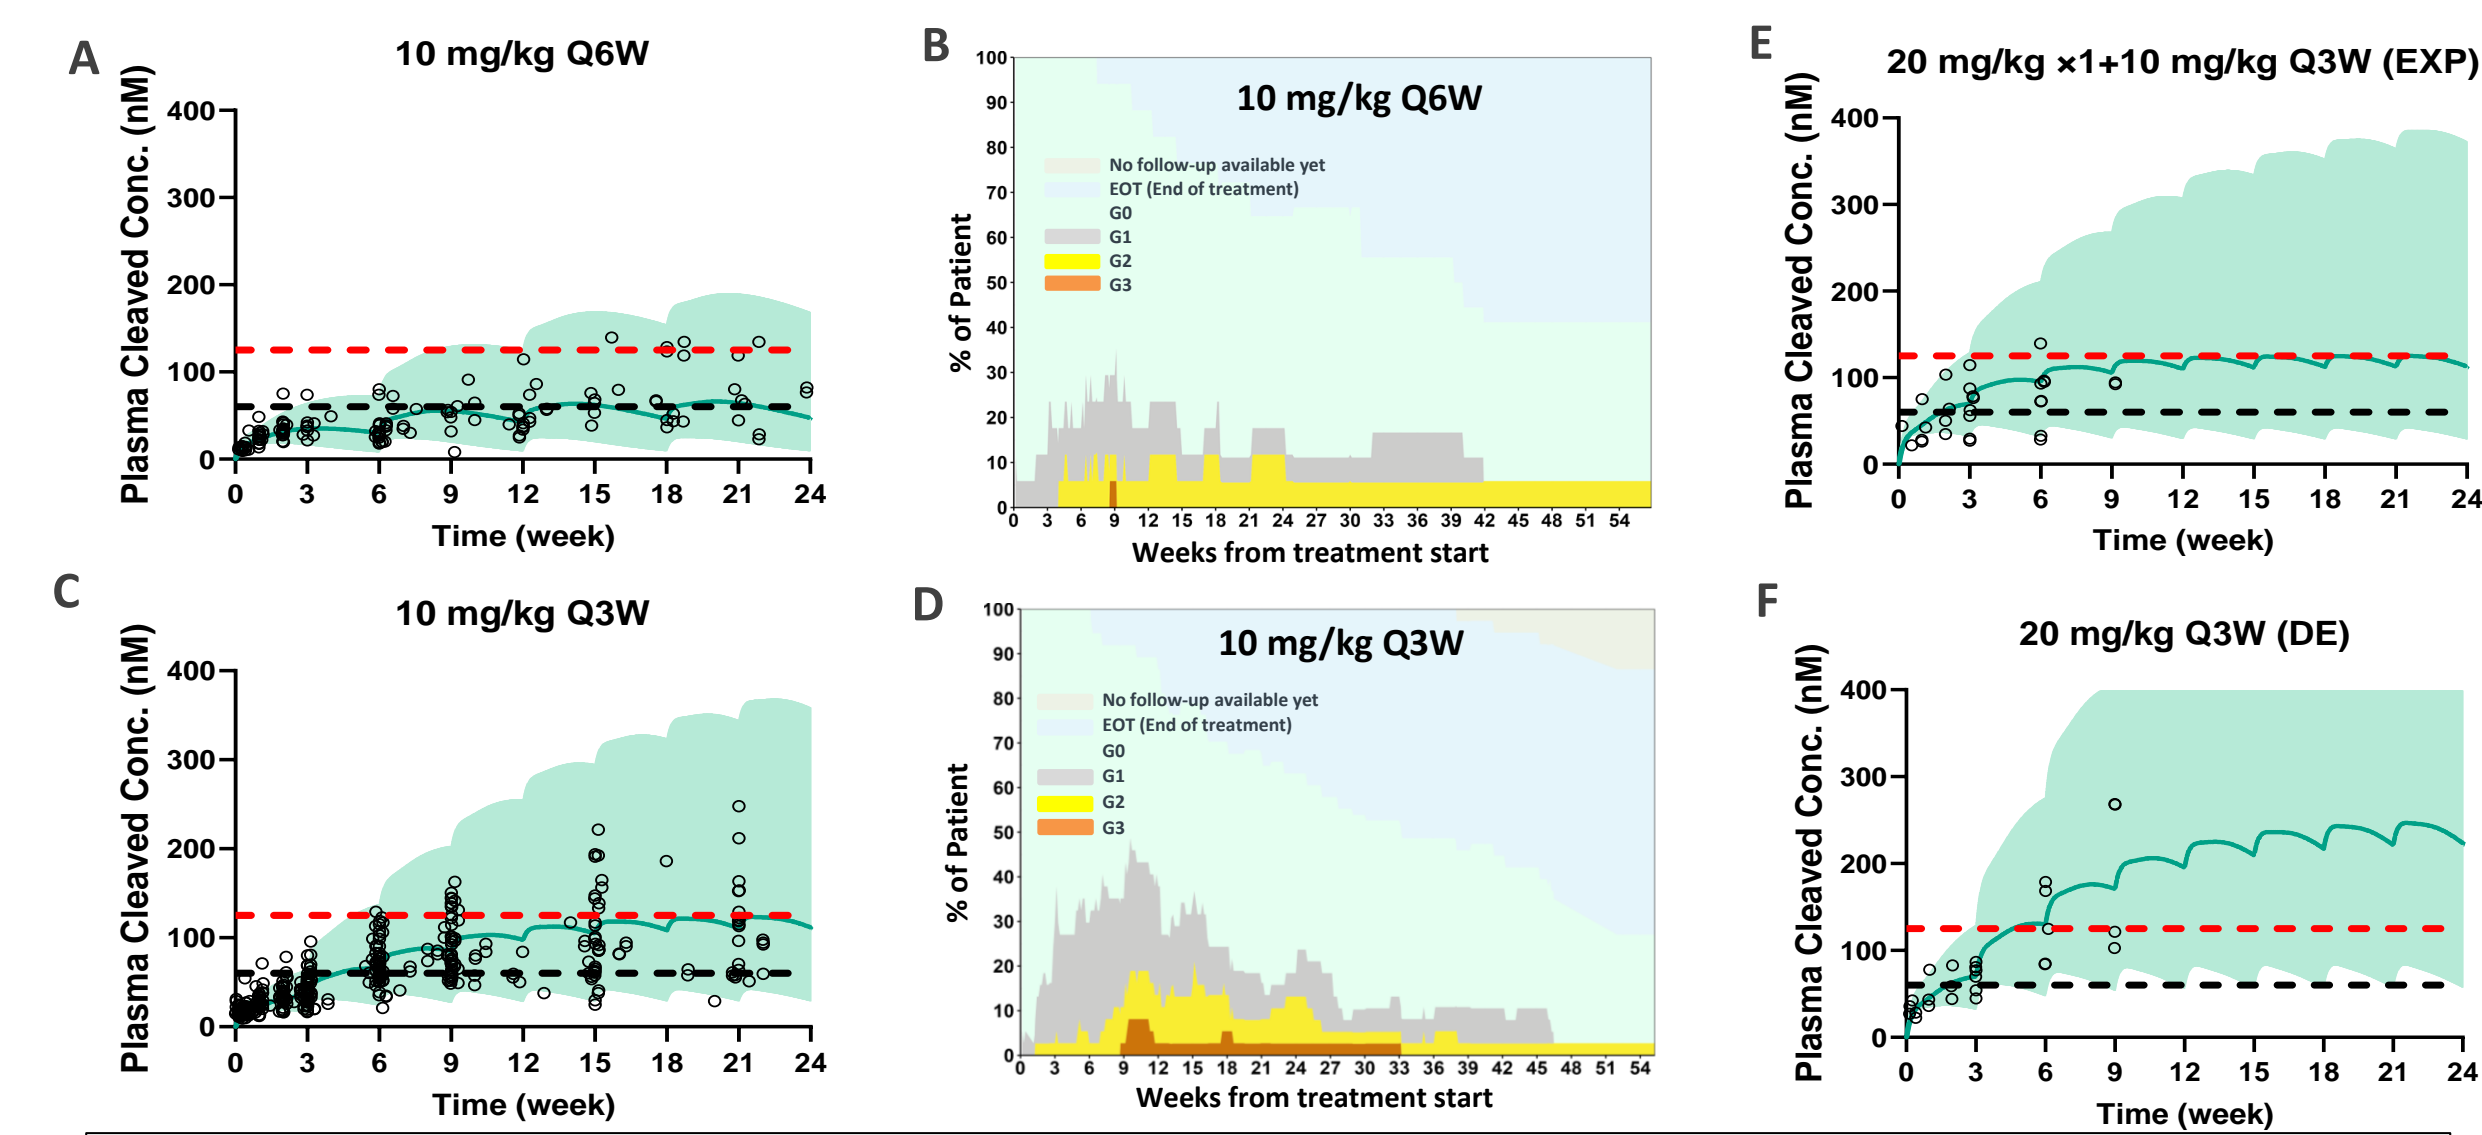 A
10 mg/kg Q6W
Plasma Cleaved Conc. (nM)
400
300
200
100
0
0 3 6 9 12 15 18 21 24
Time (week)
B
10 mg/kg Q6W
% of Patient
100
90
80
70
60
50
40
30
20
10
0
No follow-up available yet
EOT (End of treatment)
G0
G1
G2
G3
0 3 6 9 12 15 18 21 24 27 30 33 36 39 42 45 48 51 54
Weeks from treatment start
E
20 mg/kg ×1+10 mg/kg Q3W (EXP)
Plasma Cleaved Conc. (nM)
400
300
200
100
0
0 3 6 9 12 15 18 21 24
Time (week)
C
10 mg/kg Q3W
Plasma Cleaved Conc. (nM)
400
300
200
100
0
0 3 6 9 12 15 18 21 24
Time (week)
D
10 mg/kg Q3W
% of Patient
100
90
80
70
60
50
40
30
20
10
0
No follow-up available yet
EOT (End of treatment)
G0
G1
G2
G3
0 3 6 9 12 15 18 21 24 27 30 33 36 39 42 45 48 51 54
Weeks from treatment start
F
20 mg/kg Q3W (DE)
Plasma Cleaved Conc. (nM)
400
300
200
100
0
0 3 6 9 12 15 18 21 24
Time (week)